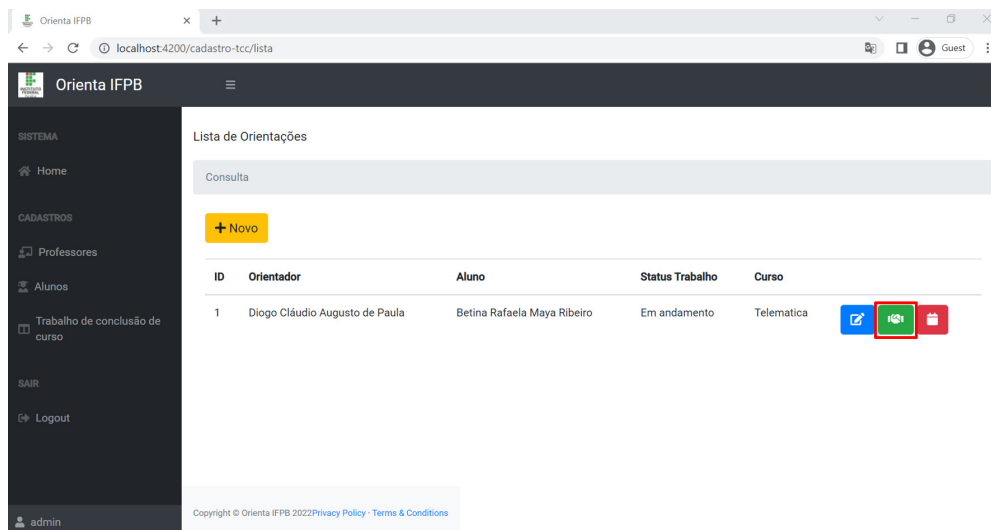 Orienta IFPB
localhost:4200/cadastro-tcc/lista
Guest
INSTITUTO
FEDERAL
Orienta IFPB
SISTEMA
Home
CADASTROS
Professores
Alunos
Trabalho de conclusão de
curso
SAIR
Logout
admin
Lista de Orientações
Consulta
Novo
ID Orientador Aluno Status Trabalho Curso
1 Diogo Cláudio Augusto de Paula Betina Rafaela Maya Ribeiro Em andamento Telematica
Copyright © Orienta IFPB 2022Privacy Policy · Terms & Conditions